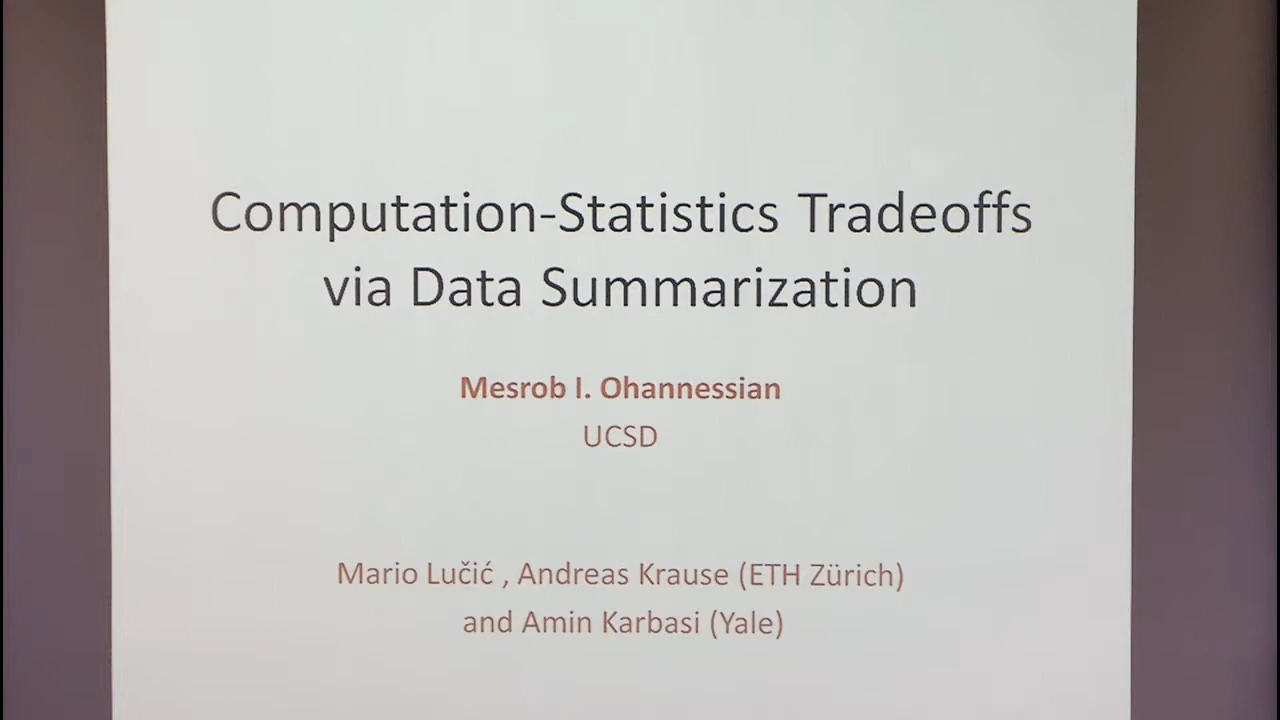 Computation-Statistics Tradeoffs
via Data Summarization
Mesrob I. Ohannessian
UCSD
Mario Lučić , Andreas Krause (ETH Zürich)
and Amin Karbasi (Yale)